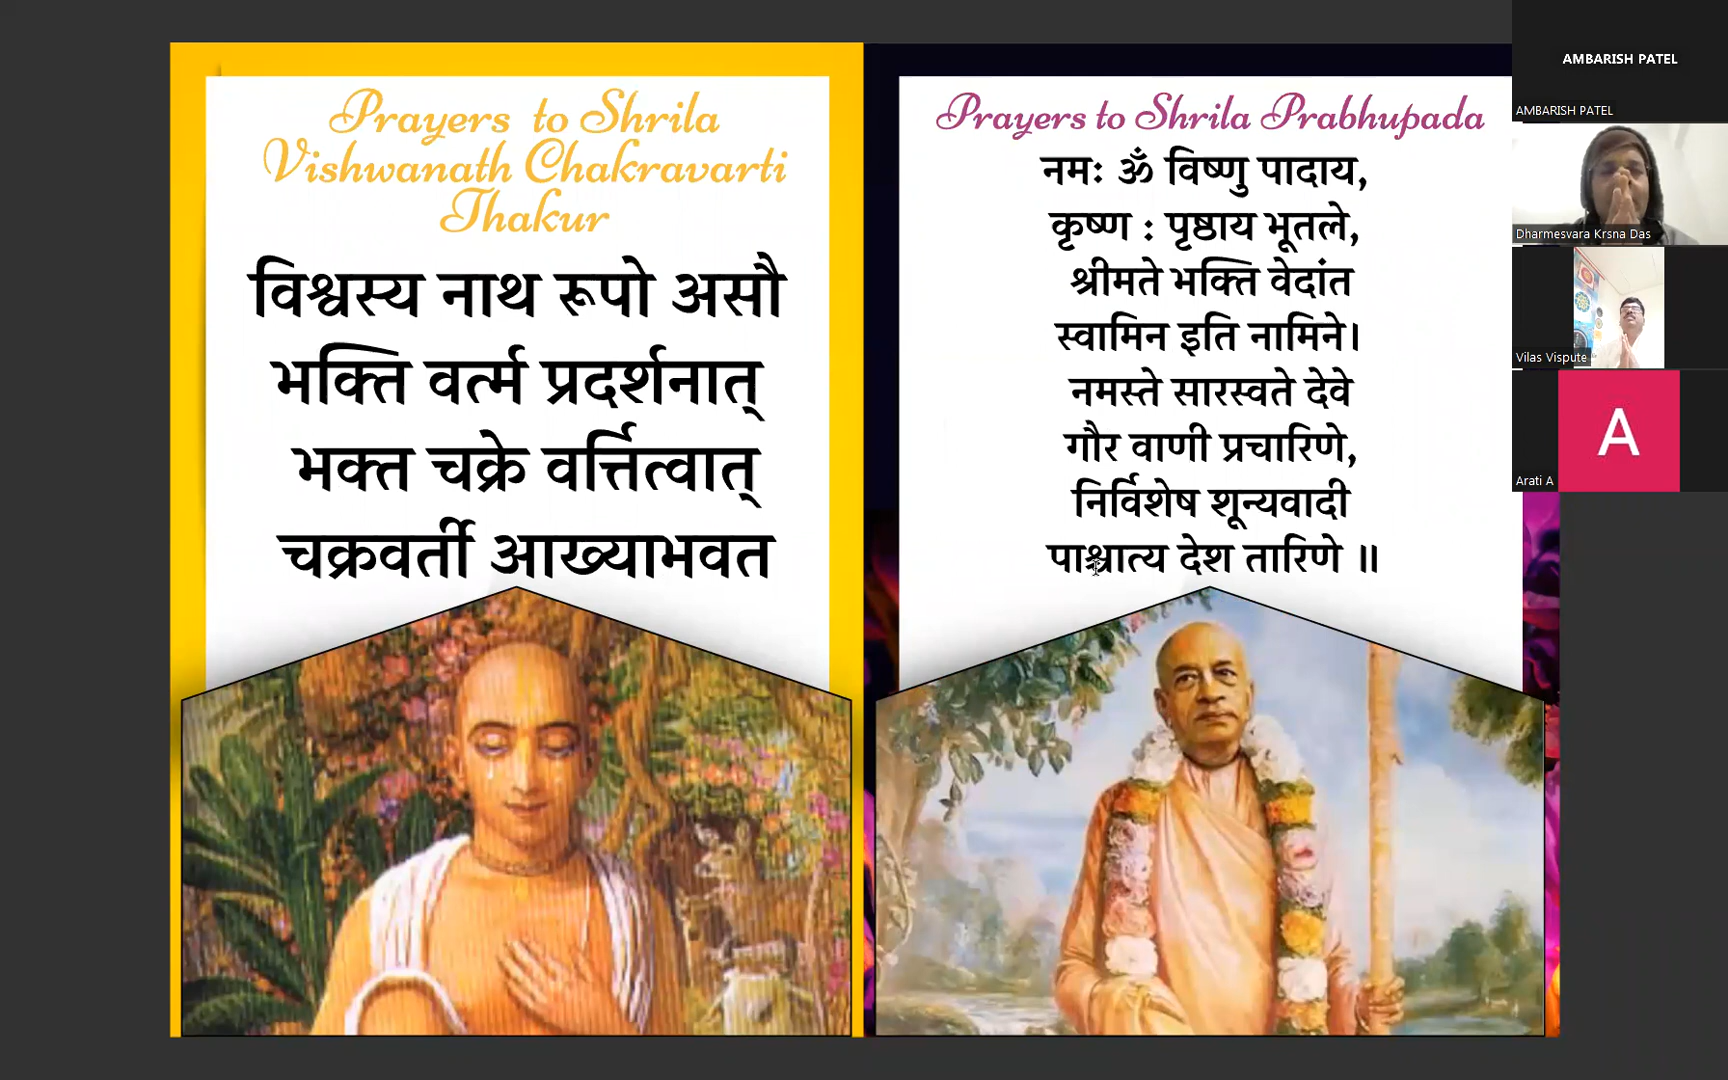 Prayers to Shrila
Vishwanath Chakravarti
Thakur
विश्वस्य नाथ रूपो असौ
भक्ति वर्त्म प्रदर्शनात्
भक्त चक्रे वर्त्तित्वात्
चक्रवर्ती आख्याभवत
Prayers to Shrila Prabhupada
नमः ॐ विष्णु पादाय,
कृष्ण : पृष्ठाय भूतले,
श्रीमते भक्ति वेदांत
स्वामिन इति नामिने।
नमस्ते सारस्वते देवे
गौर वाणी प्रचारिणे,
निर्विशेष शून्यवादी
पाश्चात्य देश तारिणे ॥
AMBARISH PATEL
AMBARISH PATEL
Dharmesvara Krsna Das
Vilas Vispute
A
Arati A